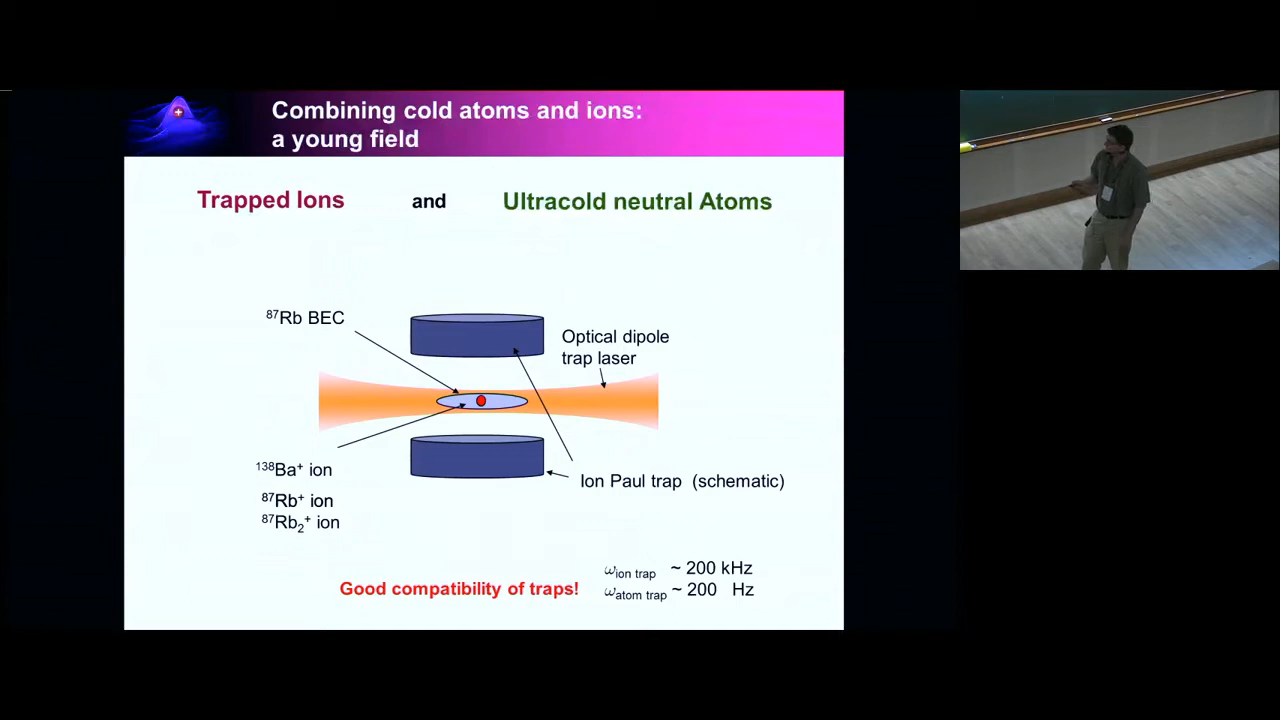 Combining cold atoms and ions:
a young field
Trapped Ions and Ultracold neutral Atoms
⁸⁷Rb BEC
Optical dipole
trap laser
¹³⁸Ba⁺ ion
Ion Paul trap (schematic)
⁸⁷Rb⁺ ion
⁸⁷Rb₂⁺ ion
Good compatibility of traps!
ω ion trap ~ 200 kHz
ω atom trap ~ 200 Hz